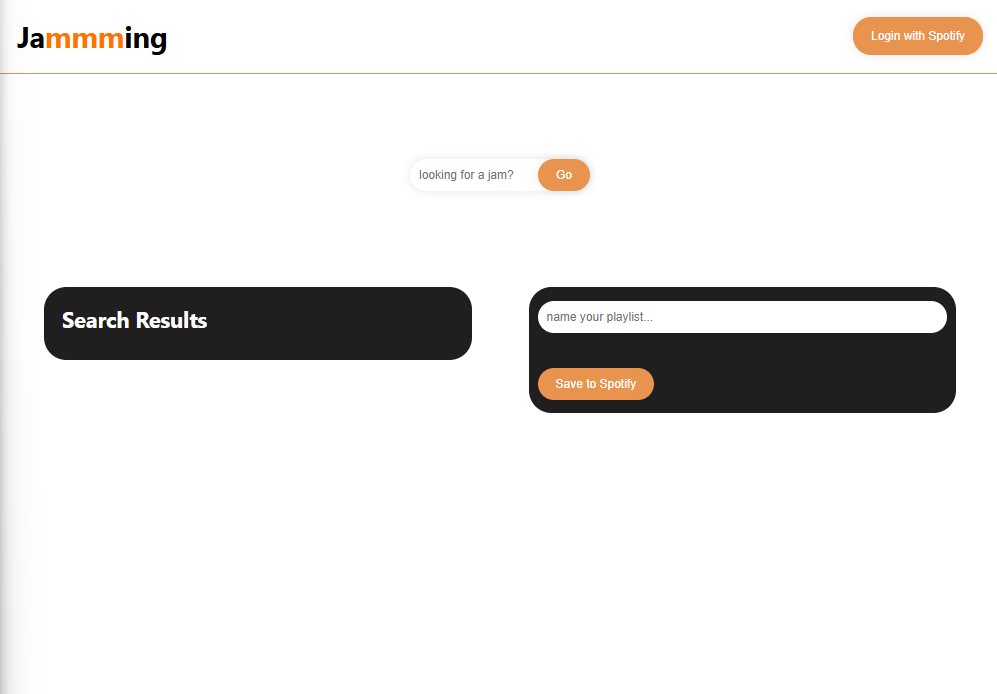 Jammming
Login with Spotify
looking for a jam?
Go
Search Results
name your playlist...
Save to Spotify